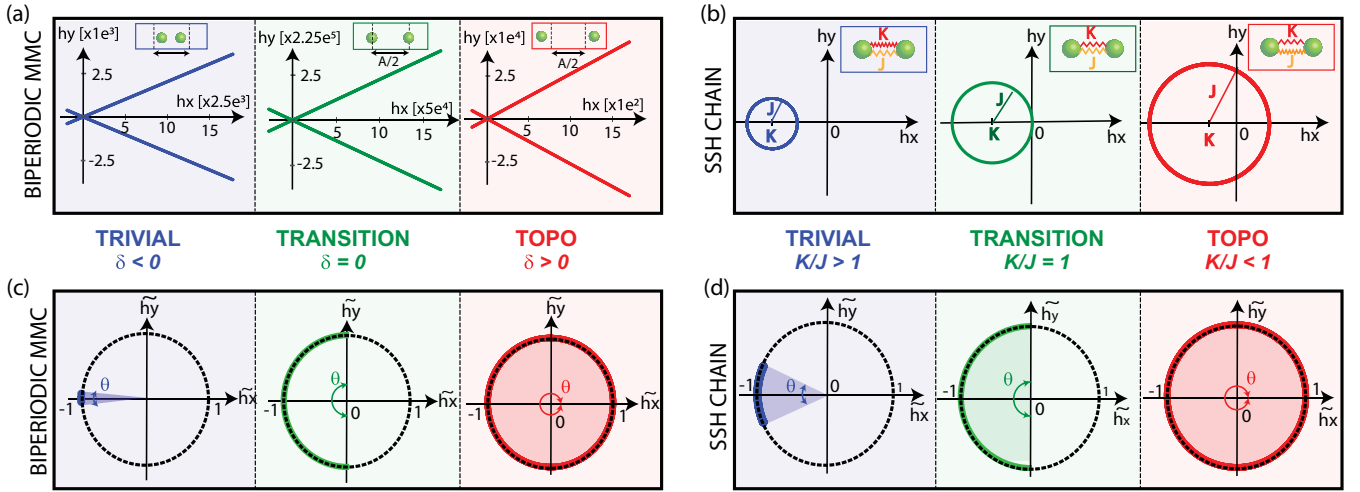 (a)
BIPERIODIC MMC
hy [x1e³]
2.5
-2.5
hx [x2.5e³]
5 10 15
hy [x2.25e⁵]
A/2
2.5
-2.5
hx [x5e⁴]
5 10 15
hy [x1e⁴]
A/2
2.5
-2.5
hx [x1e²]
5 10 15
(b)
SSH CHAIN
hy
K
J
J
K
0
hx
hy
K
J
J
K
0
hx
hy
K
J
J
K
0
hx
TRIVIAL
δ < 0
TRANSITION
δ = 0
TOPO
δ > 0
TRIVIAL
K/J > 1
TRANSITION
K/J = 1
TOPO
K/J < 1
(c)
BIPERIODIC MMC
h̃y
θ
-1
1
h̃x
h̃y
θ
-1
0
1
h̃x
h̃y
θ
-1
0
1
h̃x
(d)
SSH CHAIN
h̃y
-1
θ
0
1
h̃x
h̃y
-1
θ
0
1
h̃x
h̃y
-1
θ
0
1
h̃x